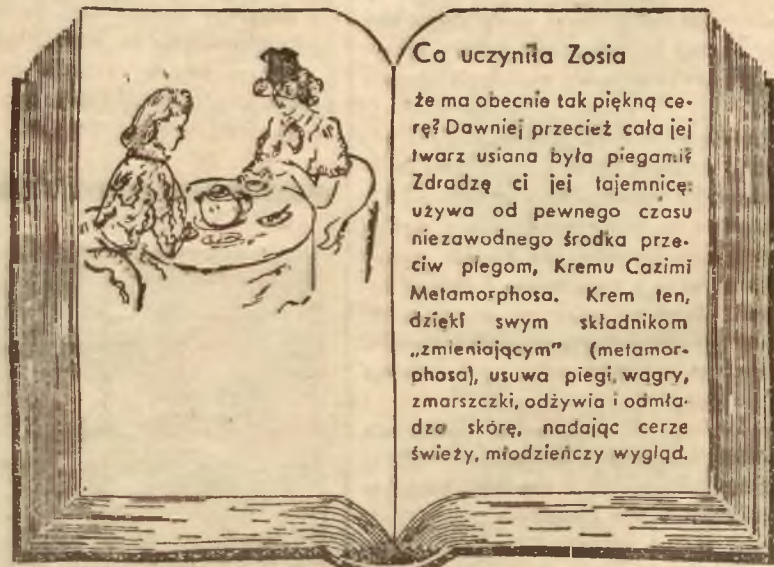 Co uczyniła Zosia
że ma obecnie tak piękną ce-
rę? Dawniej przecież cała jej
twarz usiana była piegami?
Zdradzę ci jej tajemnicę:
używa od pewnego czasu
niezawodnego środka prze-
ciw piegom, Kremu Cazimi
Metamorphosa. Krem ten,
dzięki swym składnikom
„zmieniającym" (metamor-
phosa), usuwa piegi, wągry,
zmarszczki, odżywia i odmła-
dza skórę, nadając cerze
świeży, młodzieńczy wygląd.